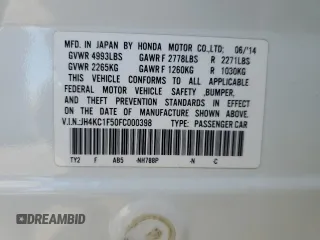 MFD. IN JAPAN BY HONDA MOTOR CO.,LTD. 06/'14
GVWR 4993LBS GAWR F 2778LBS R 2271LBS
GVWR 2265KG GAWR F 1260KG R 1030KG
THIS VEHICLE CONFORMS TO ALL APPLICABLE
FEDERAL MOTOR VEHICLE SAFETY ,BUMPER,
AND THEFT PREVENTION STANDARDS IN EFFECT
ON THE DATE OF MANUFACTURE SHOWN ABOVE.
V.I.N.:JH4KC1F50FC000398 TYPE: PASSENGER CAR
TY2 F AB5 -NH788P -N -C
DREAMBID
dreambid.com